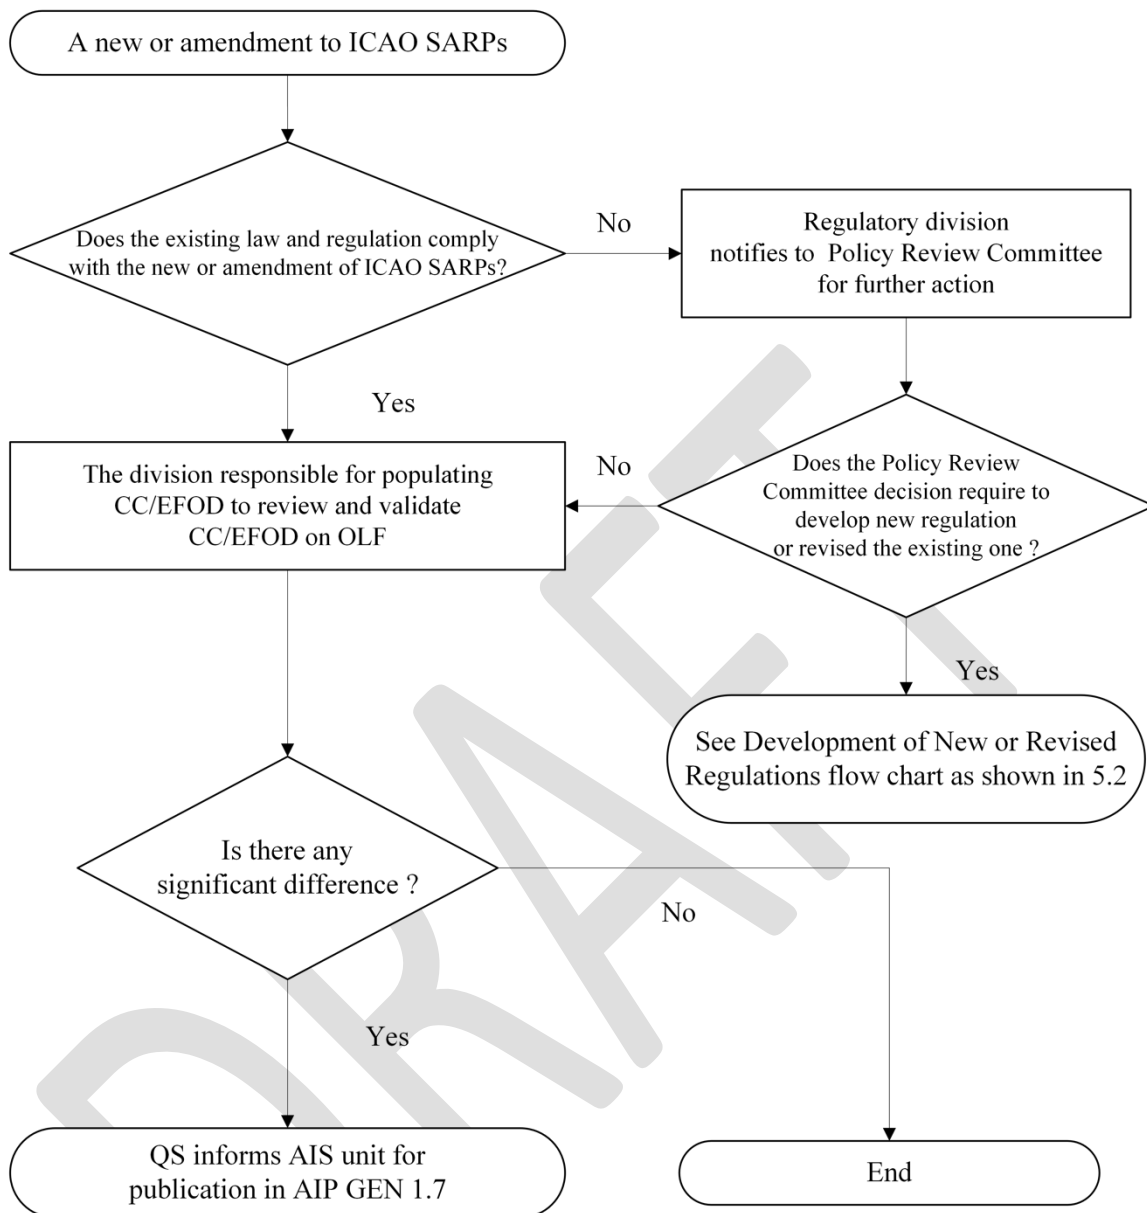 A new or amendment to ICAO SARPs
Does the existing law and regulation comply
with the new or amendment of ICAO SARPs?
No
Regulatory division
notifies to Policy Review Committee
for further action
Yes
The division responsible for populating
CC/EFOD to review and validate
CC/EFOD on OLF
No
Does the Policy Review
Committee decision require to
develop new regulation
or revised the existing one ?
Yes
See Development of New or Revised
Regulations flow chart as shown in 5.2
Is there any
significant difference ?
No
Yes
QS informs AIS unit for
publication in AIP GEN 1.7
End
DRAFT